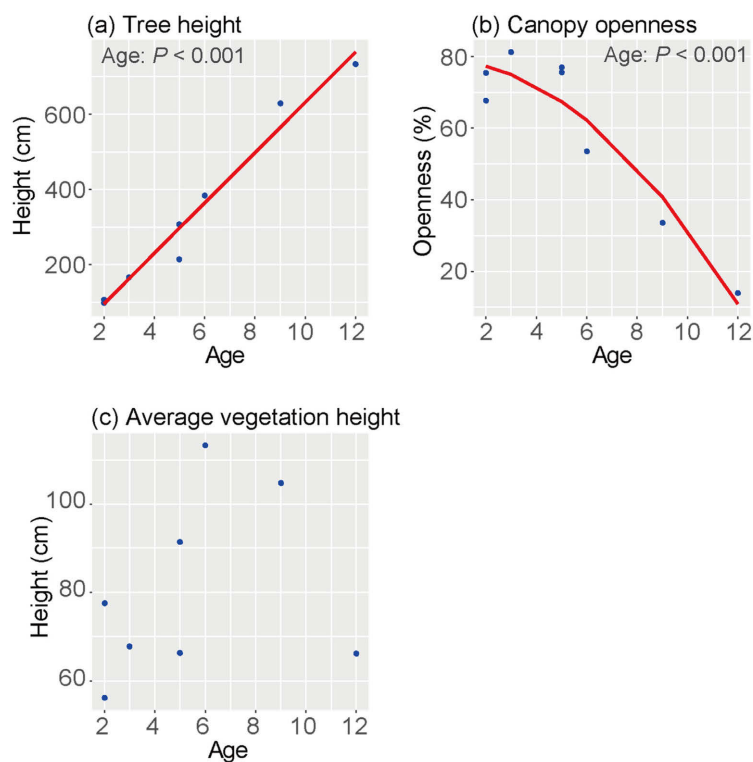 (a) Tree height
Age: P < 0.001
Height (cm)
600
400
200
2 4 6 8 10 12
Age
(b) Canopy openness
Age: P < 0.001
Openness (%)
80
60
40
20
2 4 6 8 10 12
Age
(c) Average vegetation height
Height (cm)
100
80
60
2 4 6 8 10 12
Age